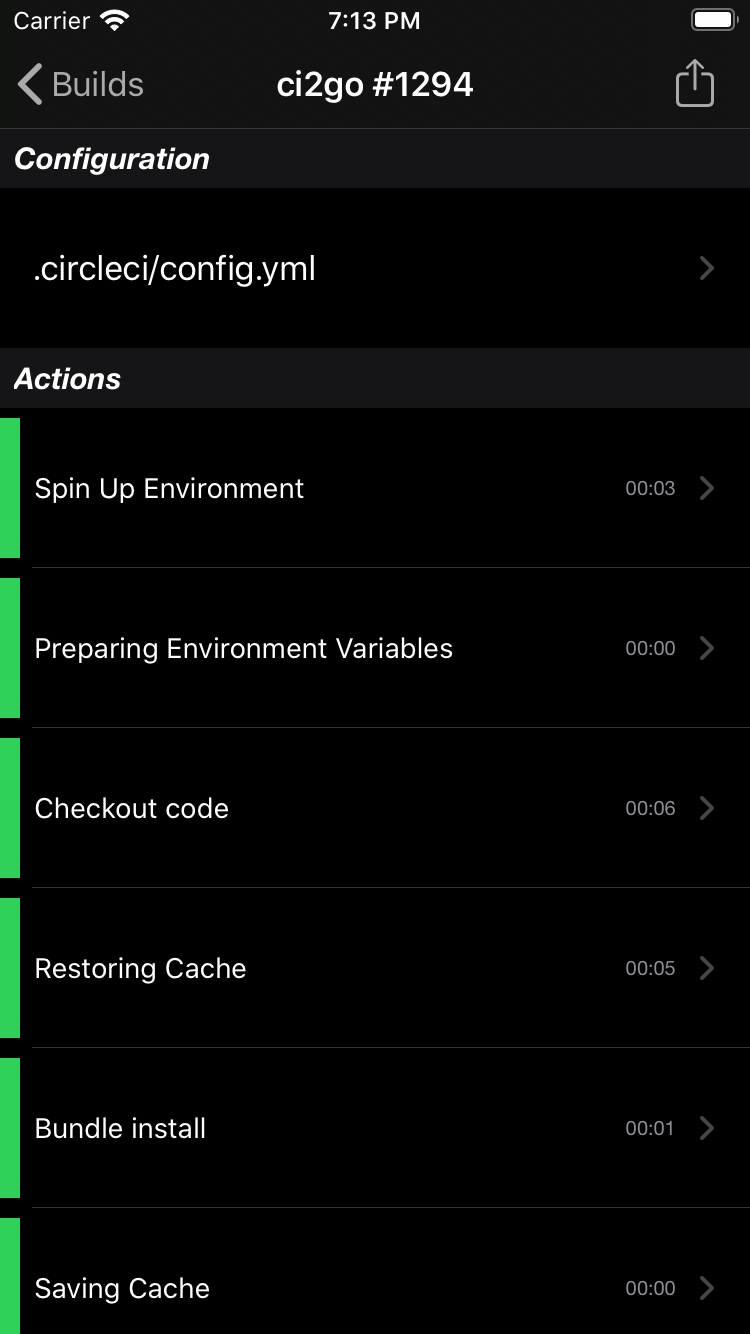 Carrier 7:13 PM
Builds ci2go #1294
Configuration
.circleci/config.yml
Actions
Spin Up Environment 00:03
Preparing Environment Variables 00:00
Checkout code 00:06
Restoring Cache 00:05
Bundle install 00:01
Saving Cache 00:00